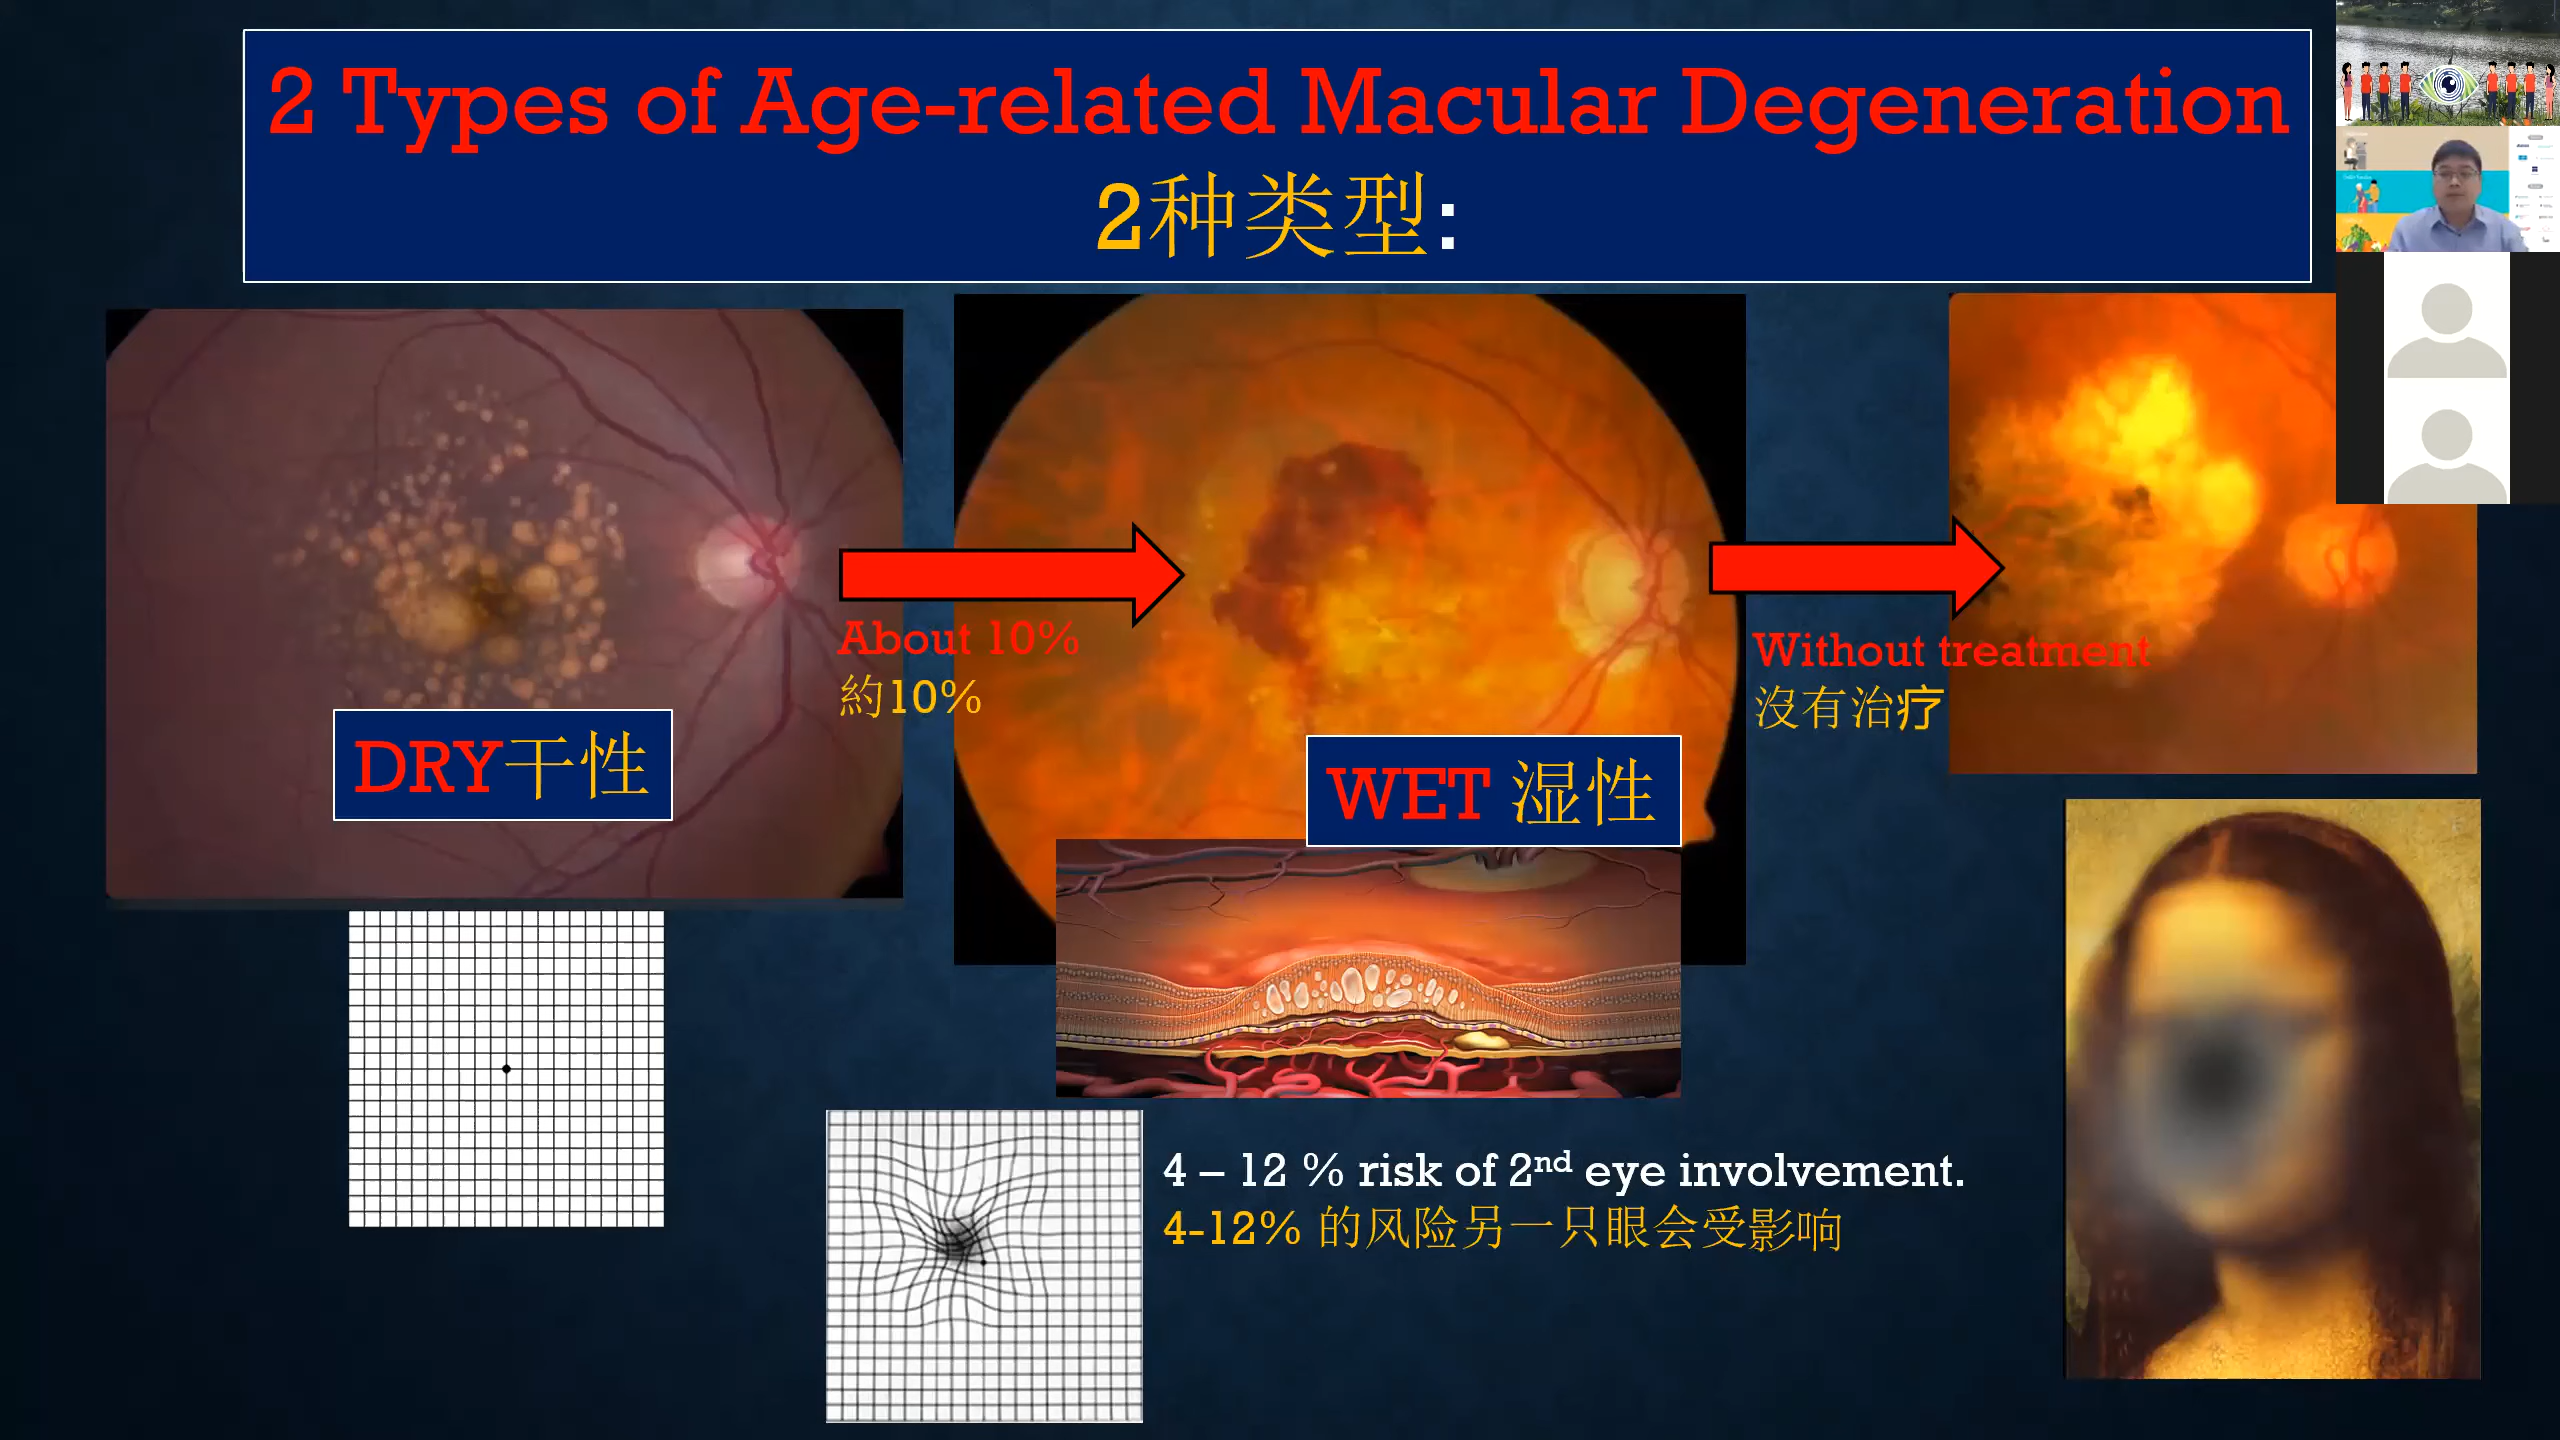 2 Types of Age-related Macular Degeneration
2种类型:
About 10%
約10%
Without treatment
沒有治疗
DRY干性
WET 湿性
4 – 12 % risk of 2nd eye involvement.
4-12% 的风险另一只眼会受影响